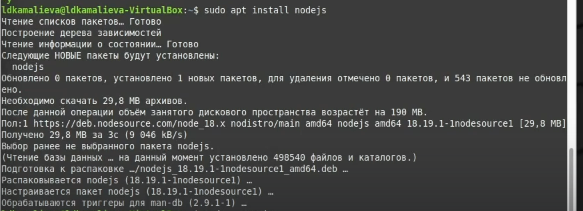 ldkamalieva@ldkamalieva-VirtualBox:~$ sudo apt install nodejs
Чтение списков пакетов… Готово
Построение дерева зависимостей
Чтение информации о состоянии… Готово
Следующие НОВЫЕ пакеты будут установлены:
nodejs
Обновлено 0 пакетов, установлено 1 новых пакетов, для удаления отмечено 0 пакетов, и 543 пакетов не обновл
ено.
Необходимо скачать 29,8 MB архивов.
После данной операции объём занятого дискового пространства возрастёт на 190 MB.
Пол:1 https://deb.nodesource.com/node_18.x nodistro/main amd64 nodejs amd64 18.19.1-1nodesource1 [29,8 MB]
Получено 29,8 MB за 3с (9 046 kB/s)
Выбор ранее не выбранного пакета nodejs.
(Чтение базы данных … на данный момент установлено 498540 файлов и каталогов.)
Подготовка к распаковке …/nodejs_18.19.1-1nodesource1_amd64.deb …
Распаковывается nodejs (18.19.1-1nodesource1) …
Настраивается пакет nodejs (18.19.1-1nodesource1) …
Обрабатываются триггеры для man-db (2.9.1-1) …